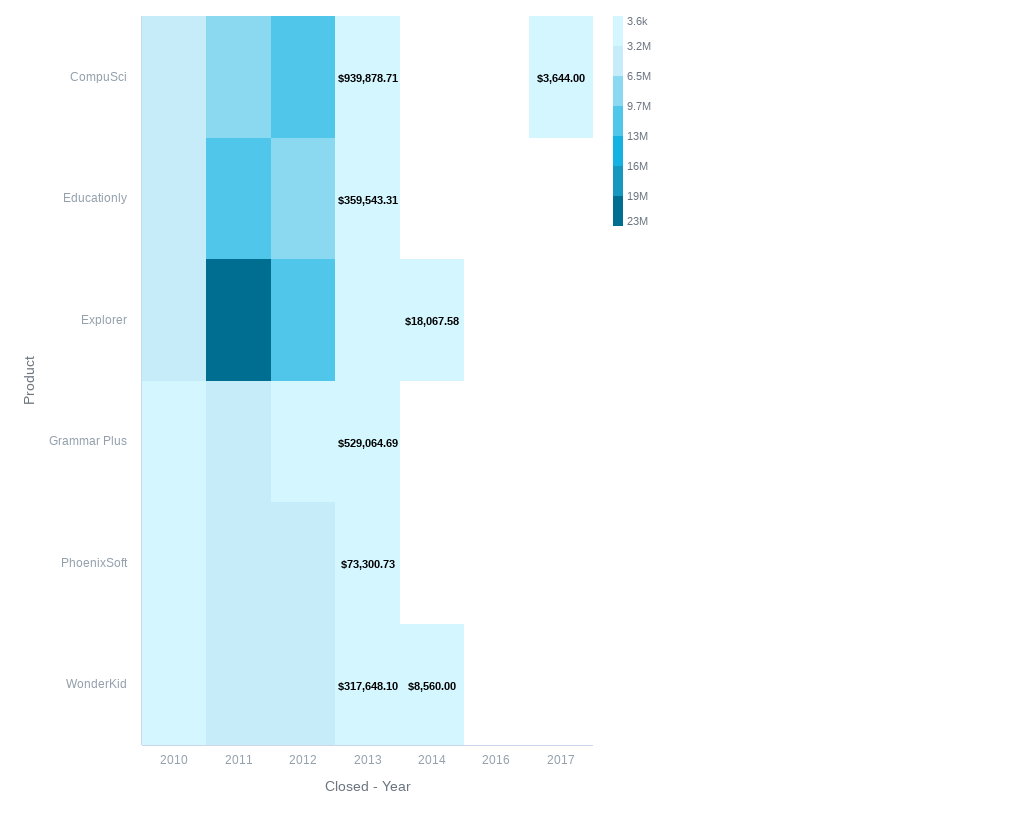 CompuSci
$939,878.71
$3,644.00
Educationly
$359,543.31
Explorer
$18,067.58
Grammar Plus
$529,064.69
PhoenixSoft
$73,300.73
WonderKid
$317,648.10
$8,560.00
Product
2010
2011
2012
2013
2014
2016
2017
Closed - Year
3.6k
3.2M
6.5M
9.7M
13M
16M
19M
23M